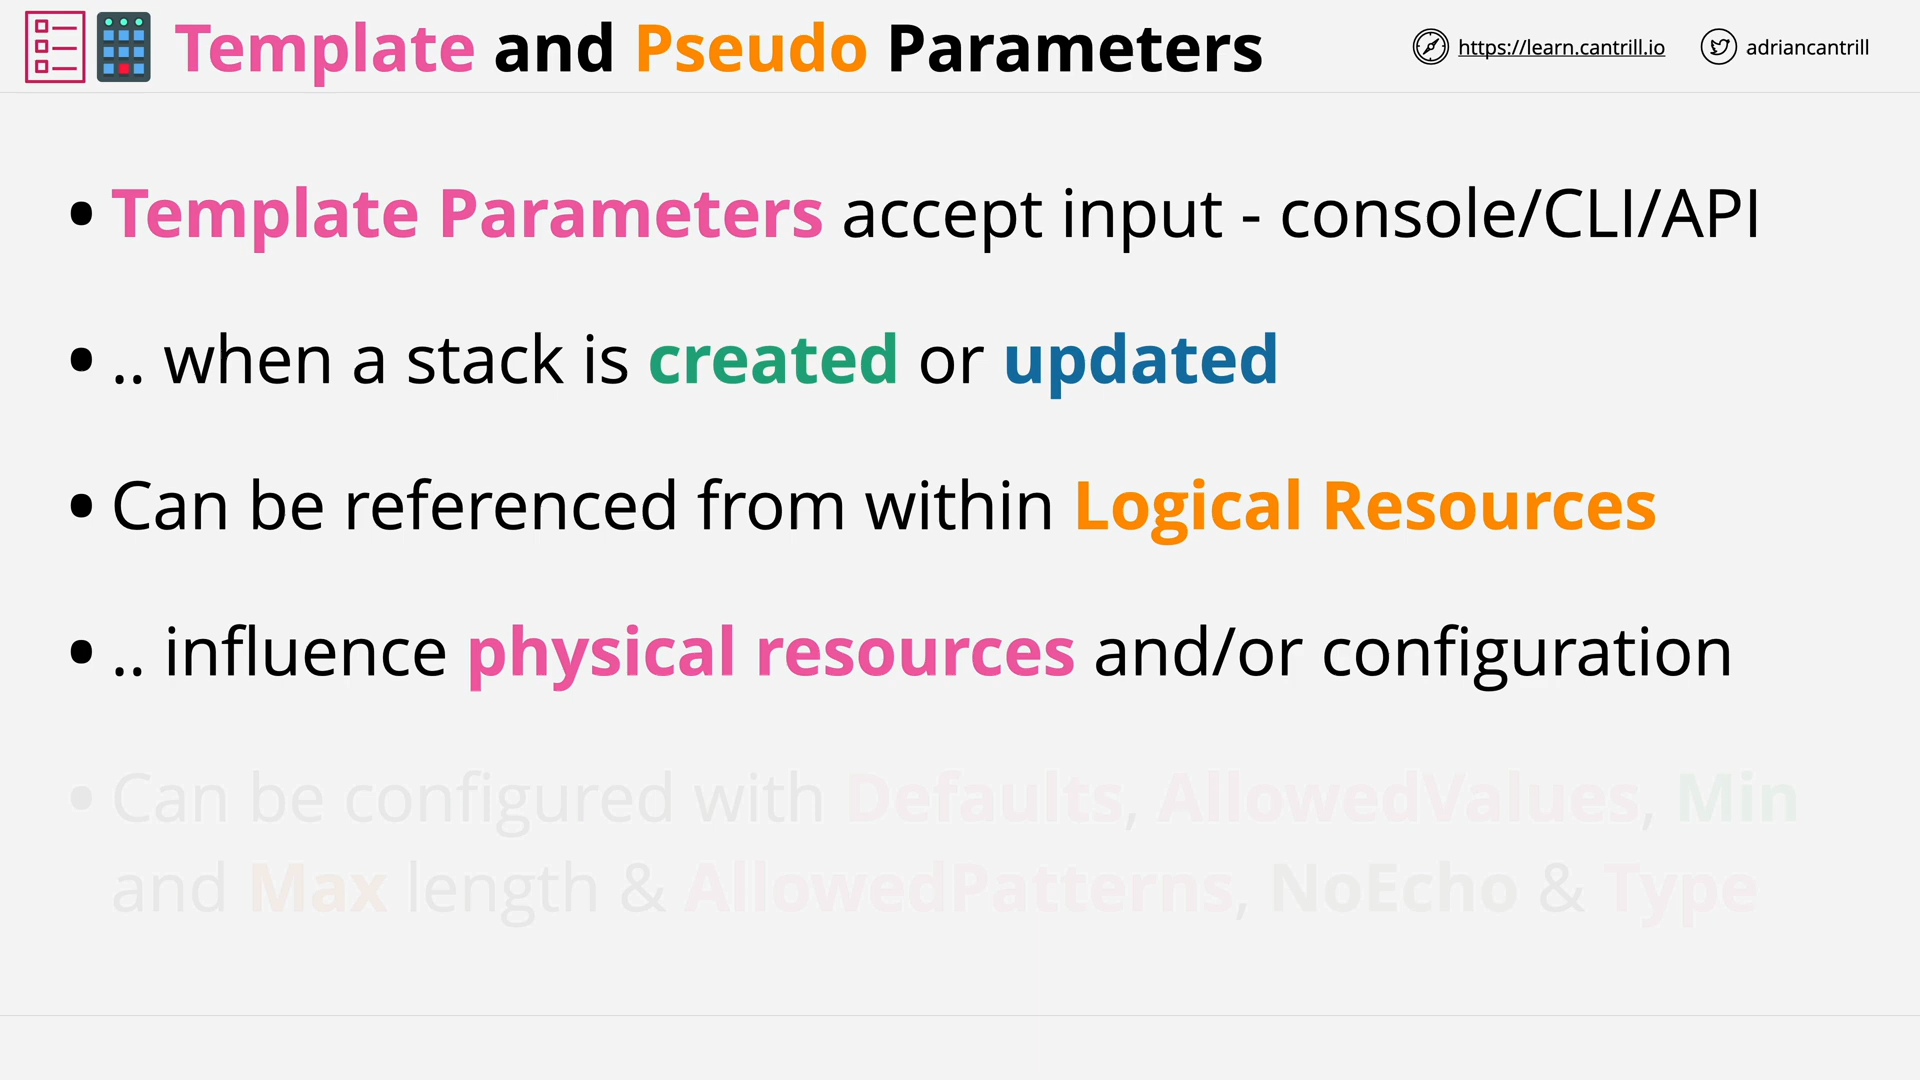 Template and Pseudo Parameters
https://learn.cantrill.io
adriancantrill
• Template Parameters accept input - console/CLI/API
• .. when a stack is created or updated
• Can be referenced from within Logical Resources
• .. influence physical resources and/or configuration
• Can be configured with Defaults, AllowedValues, Min
and Max length & AllowedPatterns, NoEcho & Type